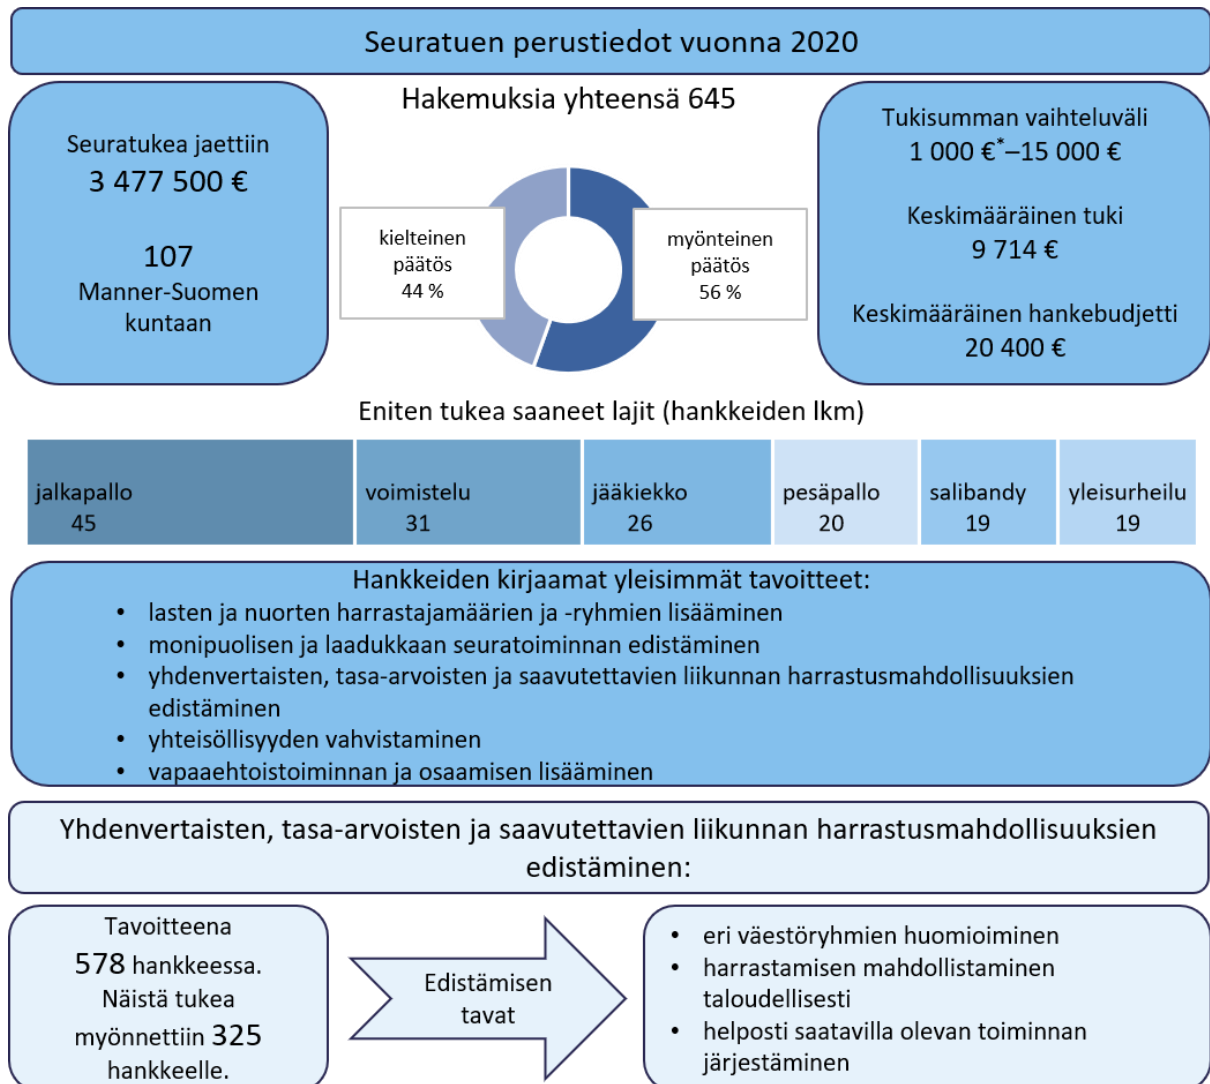 Seuratuen perustiedot vuonna 2020
Seuratukea jaettiin
3 477 500 €
107
Manner-Suomen
kuntaan
Hakemuksia yhteensä 645
kielteinen
päätös
44 %
myönteinen
päätös
56 %
Tukisumman vaihteluväli
1 000 €*–15 000 €
Keskimääräinen tuki
9 714 €
Keskimääräinen hankebudjetti
20 400 €
Eniten tukea saaneet lajit (hankkeiden lkm)
jalkapallo
45
voimistelu
31
jääkiekko
26
pesäpallo
20
salibandy
19
yleisurheilu
19
Hankkeiden kirjaamat yleisimmät tavoitteet:
• lasten ja nuorten harrastajamäärien ja -ryhmien lisääminen
• monipuolisen ja laadukkaan seuratoiminnan edistäminen
• yhdenvertaisten, tasa-arvoisten ja saavutettavien liikunnan harrastusmahdollisuuksien
edistäminen
• yhteisöllisyyden vahvistaminen
• vapaaehtoistoiminnan ja osaamisen lisääminen
Yhdenvertaisten, tasa-arvoisten ja saavutettavien liikunnan harrastusmahdollisuuksien
edistäminen:
Tavoitteena
578 hankkeessa.
Näistä tukea
myönnettiin 325
hankkeelle.
Edistämisen
tavat
• eri väestöryhmien huomioiminen
• harrastamisen mahdollistaminen
taloudellisesti
• helposti saatavilla olevan toiminnan
järjestäminen